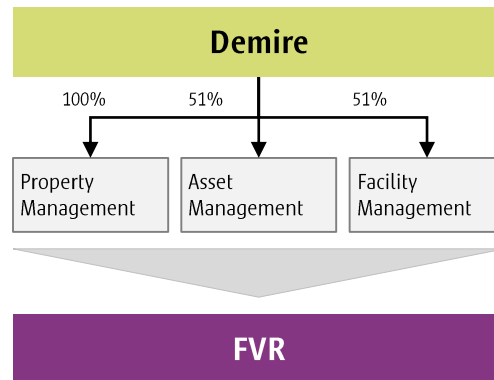 Demire
100% 51% 51%
Property
Management
Asset
Management
Facility
Management
FVR